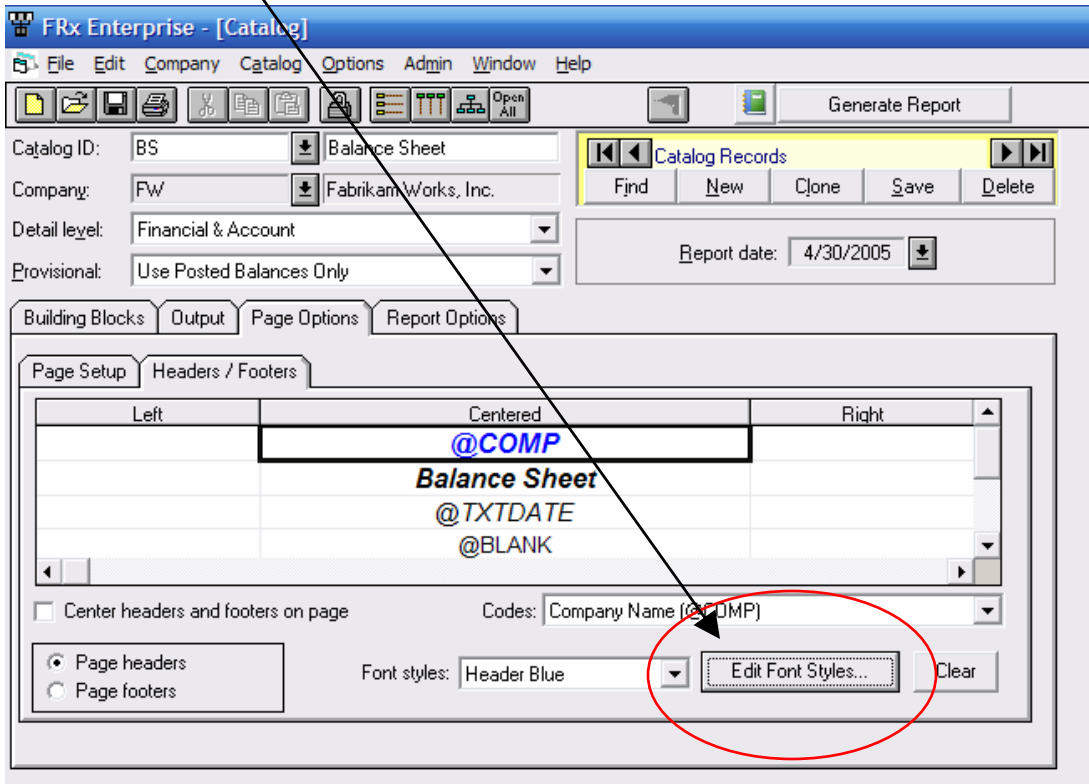 FRx Enterprise - [Catalog]
File Edit Company Catalog Options Admin Window Help
Open All Generate Report
Catalog ID: BS Balance Sheet
Catalog Records
Find New Clone Save Delete
Company: FW Fabrikam Works, Inc.
Detail level: Financial & Account
Report date: 4/30/2005
Provisional: Use Posted Balances Only
Building Blocks Output Page Options Report Options
Page Setup Headers / Footers
Left Centered Right
@COMP
Balance Sheet
@TXTDATE
@BLANK
Center headers and footers on page Codes: Company Name (@COMP)
Page headers
Page footers
Font styles: Header Blue Edit Font Styles... Clear